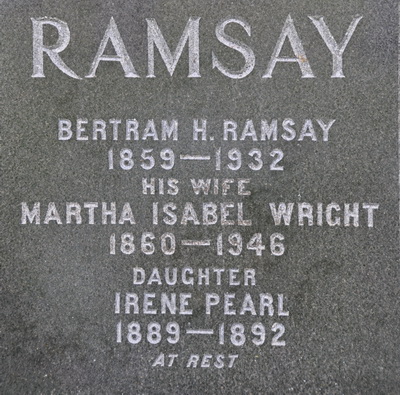 RAMSAY
BERTRAM H. RAMSAY
1859—1932
HIS WIFE
MARTHA ISABEL WRIGHT
1860—1946
DAUGHTER
IRENE PEARL
1889—1892
AT REST